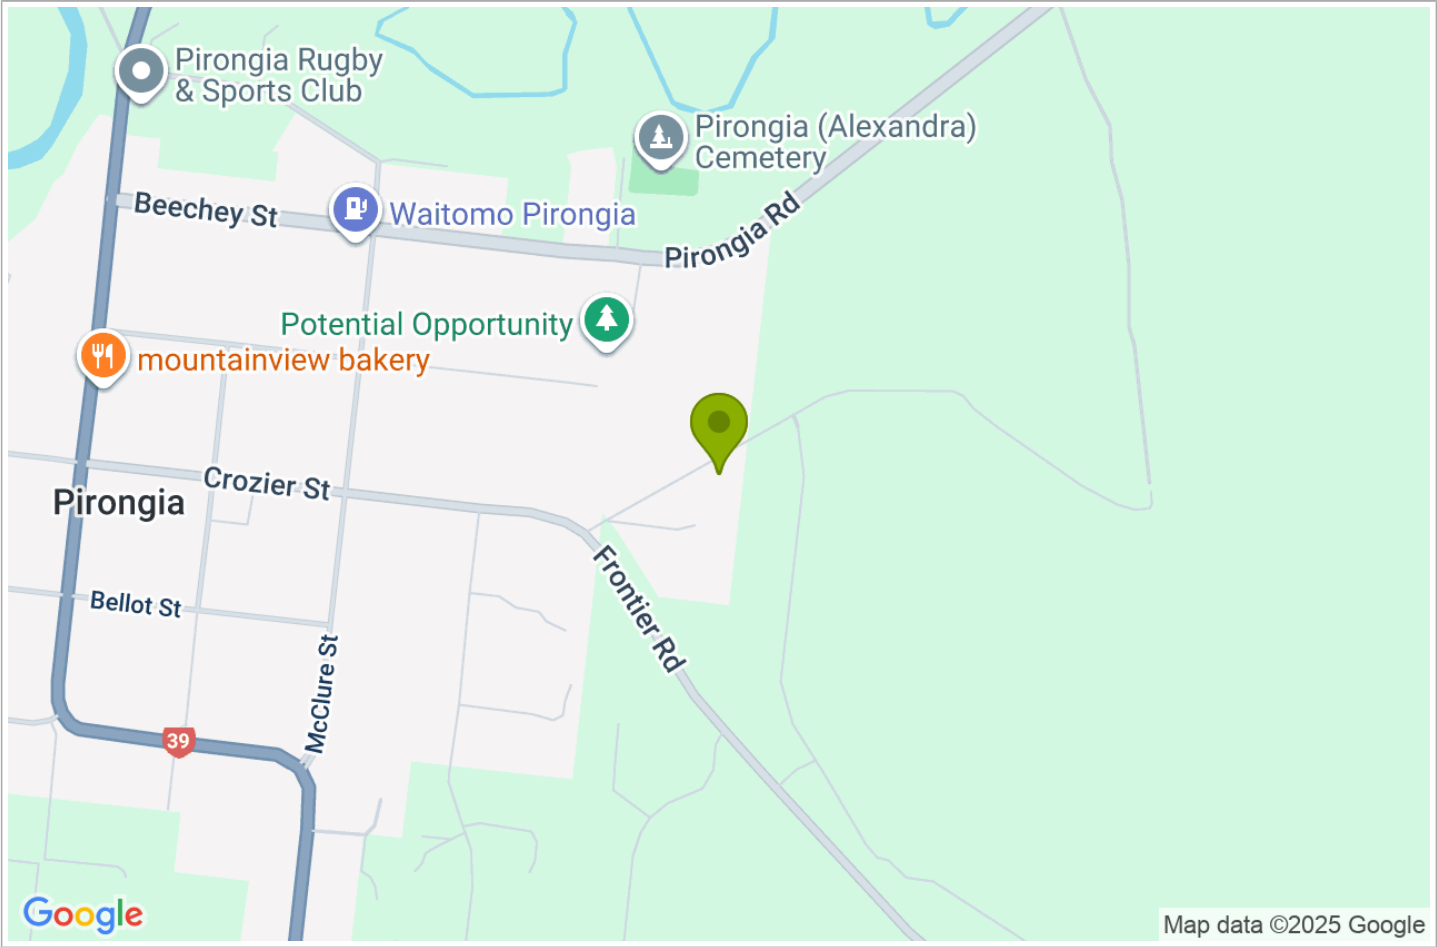 Pirongia Rugby
& Sports Club
Pirongia (Alexandra)
Cemetery
Beechey St
Waitomo Pirongia
Pirongia Rd
Potential Opportunity
mountainview bakery
Crozier St
Pirongia
Frontier Rd
Bellot St
McClure St
39
Google
Map data ©2025 Google